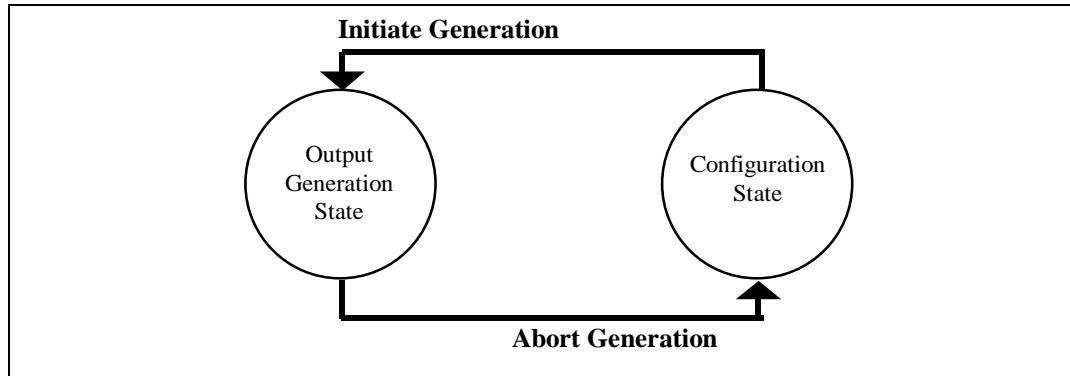 Initiate Generation
Output
Generation
State
Configuration
State
Abort Generation